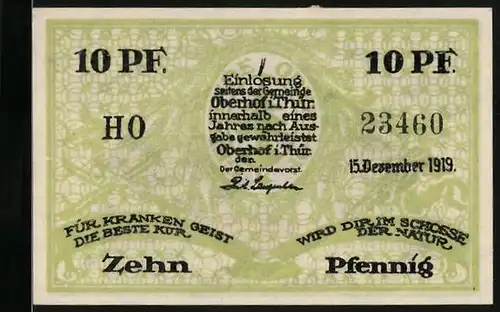 10 PF.
10 PF.
Einlösung
seitens der Gemeinde
Oberhof i. Thür.
innerhalb eines
Jahres nach Aus-
gabe gewährleistet
Oberhof i. Thür.
den
Der Gemeindevorst.
HO
23460
15. Dezember 1919.
FÜR KRANKEN GEIST
DIE BESTE KUR
WIRD DIR IM SCHOSSE
DER NATUR
Zehn
Pfennig